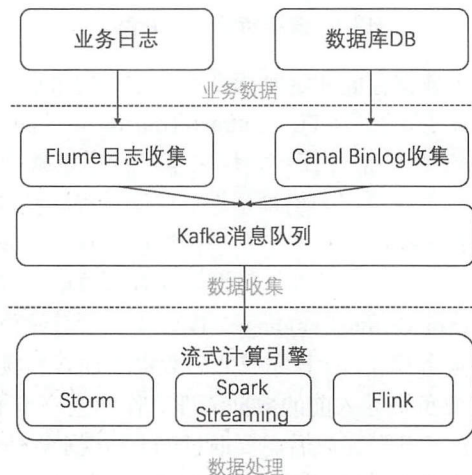 业务日志
数据库DB
业务数据
Flume日志收集
Canal Binlog收集
Kafka消息队列
数据收集
流式计算引擎
Storm
Spark
Streaming
Flink
数据处理